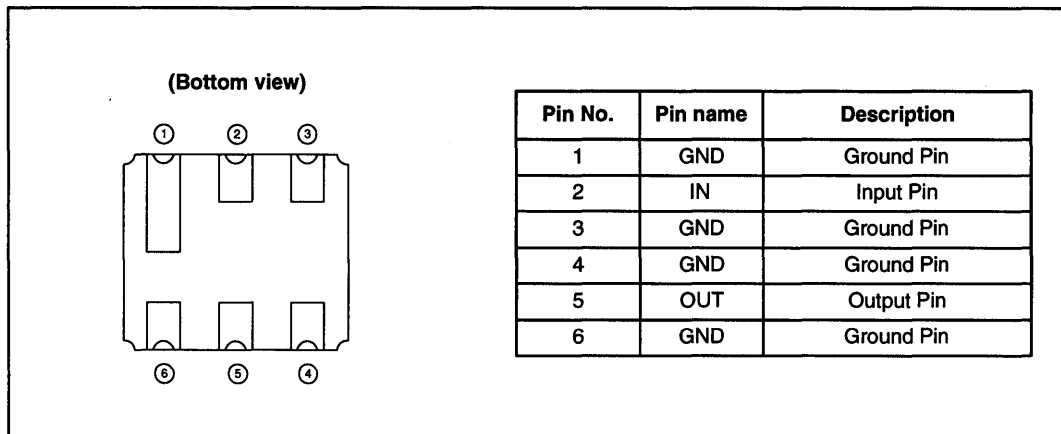 (Bottom view)
① ② ③
⑥ ⑤ ④
Pin No. Pin name Description
1 GND Ground Pin
2 IN Input Pin
3 GND Ground Pin
4 GND Ground Pin
5 OUT Output Pin
6 GND Ground Pin